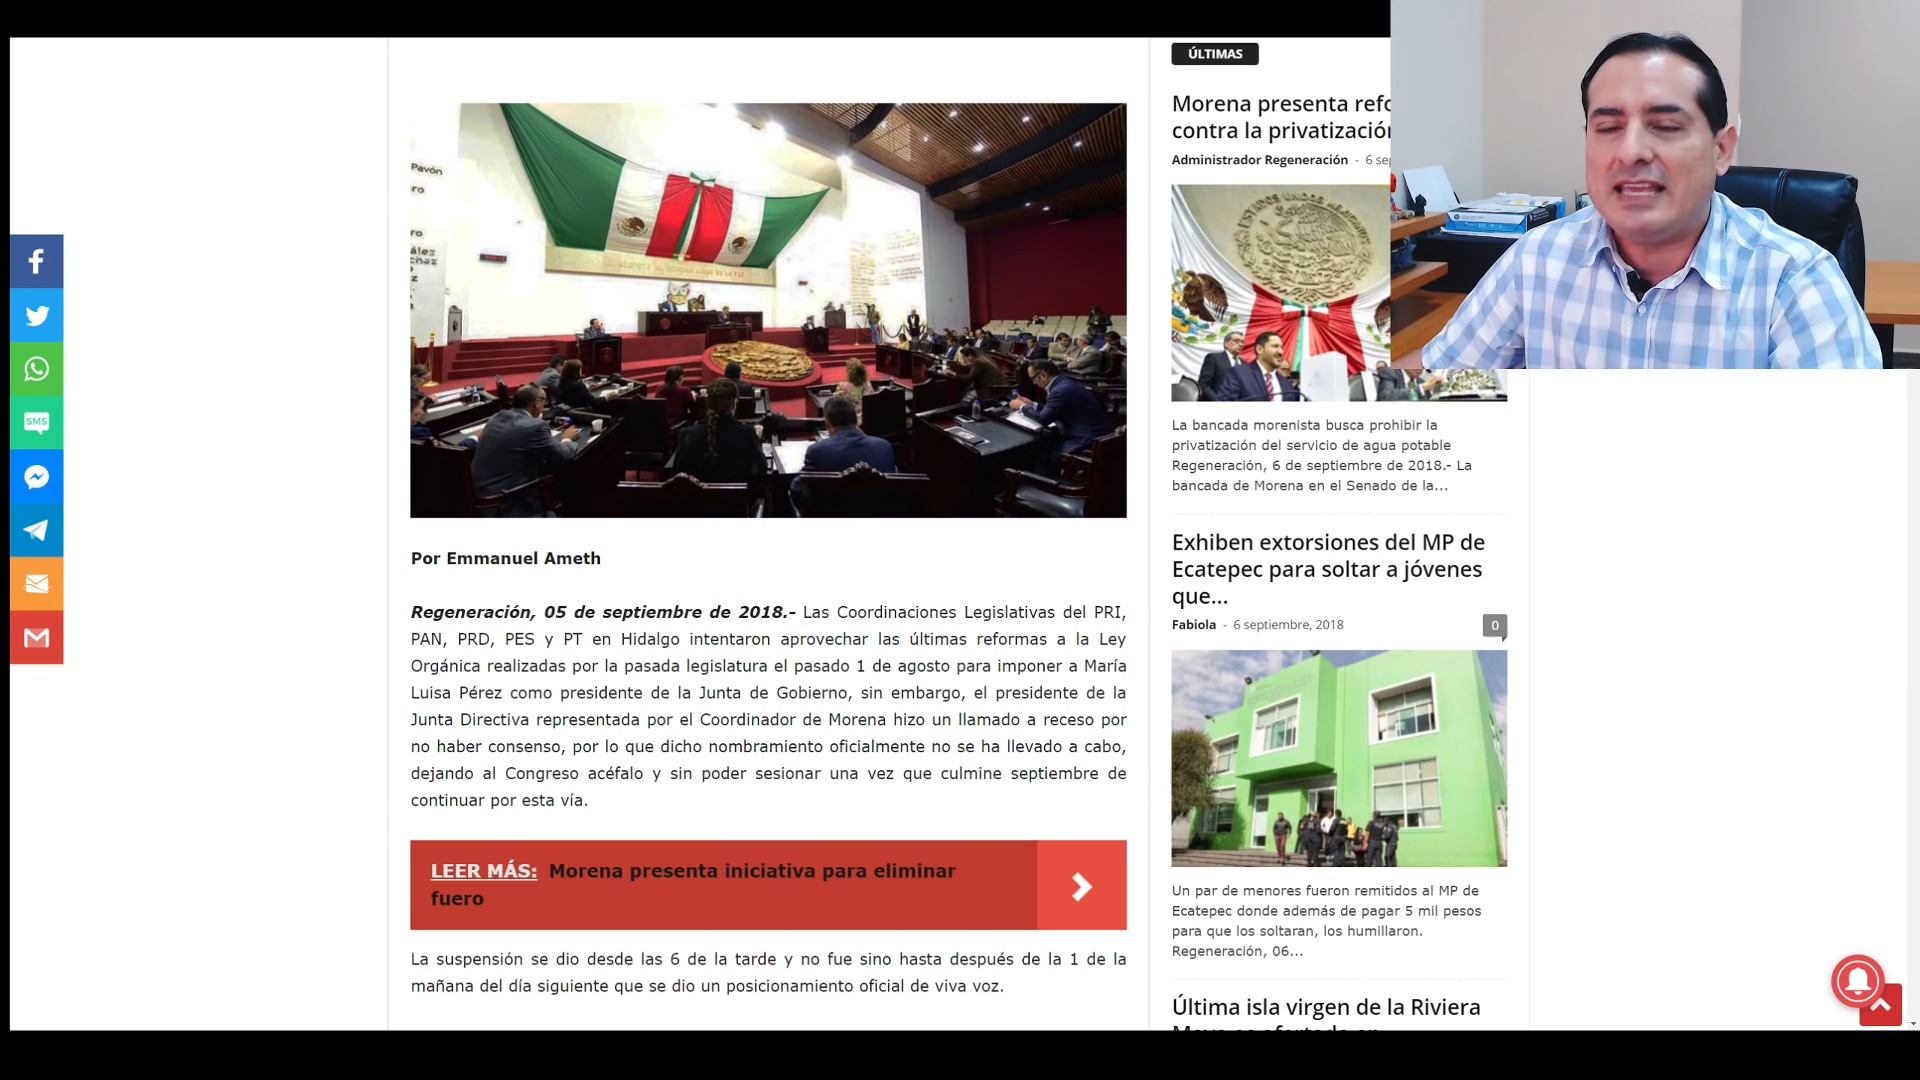 Pavón
ro
ro
ález
chez
o
SMS
Por Emmanuel Ameth
Regeneración, 05 de septiembre de 2018.- Las Coordinaciones Legislativas del PRI,
PAN, PRD, PES y PT en Hidalgo intentaron aprovechar las últimas reformas a la Ley
Orgánica realizadas por la pasada legislatura el pasado 1 de agosto para imponer a María
Luisa Pérez como presidente de la Junta de Gobierno, sin embargo, el presidente de la
Junta Directiva representada por el Coordinador de Morena hizo un llamado a receso por
no haber consenso, por lo que dicho nombramiento oficialmente no se ha llevado a cabo,
dejando al Congreso acéfalo y sin poder sesionar una vez que culmine septiembre de
continuar por esta vía.
LEER MÁS: Morena presenta iniciativa para eliminar
fuero
La suspensión se dio desde las 6 de la tarde y no fue sino hasta después de la 1 de la
mañana del día siguiente que se dio un posicionamiento oficial de viva voz.
ÚLTIMAS
Morena presenta refo
contra la privatización
Administrador Regeneración - 6 sep
ESTADOS UNIDOS MEXICANOS
La bancada morenista busca prohibir la
privatización del servicio de agua potable
Regeneración, 6 de septiembre de 2018.- La
bancada de Morena en el Senado de la...
Exhiben extorsiones del MP de
Ecatepec para soltar a jóvenes
que...
Fabiola - 6 septiembre, 2018
0
Un par de menores fueron remitidos al MP de
Ecatepec donde además de pagar 5 mil pesos
para que los soltaran, los humillaron.
Regeneración, 06...
Última isla virgen de la Riviera